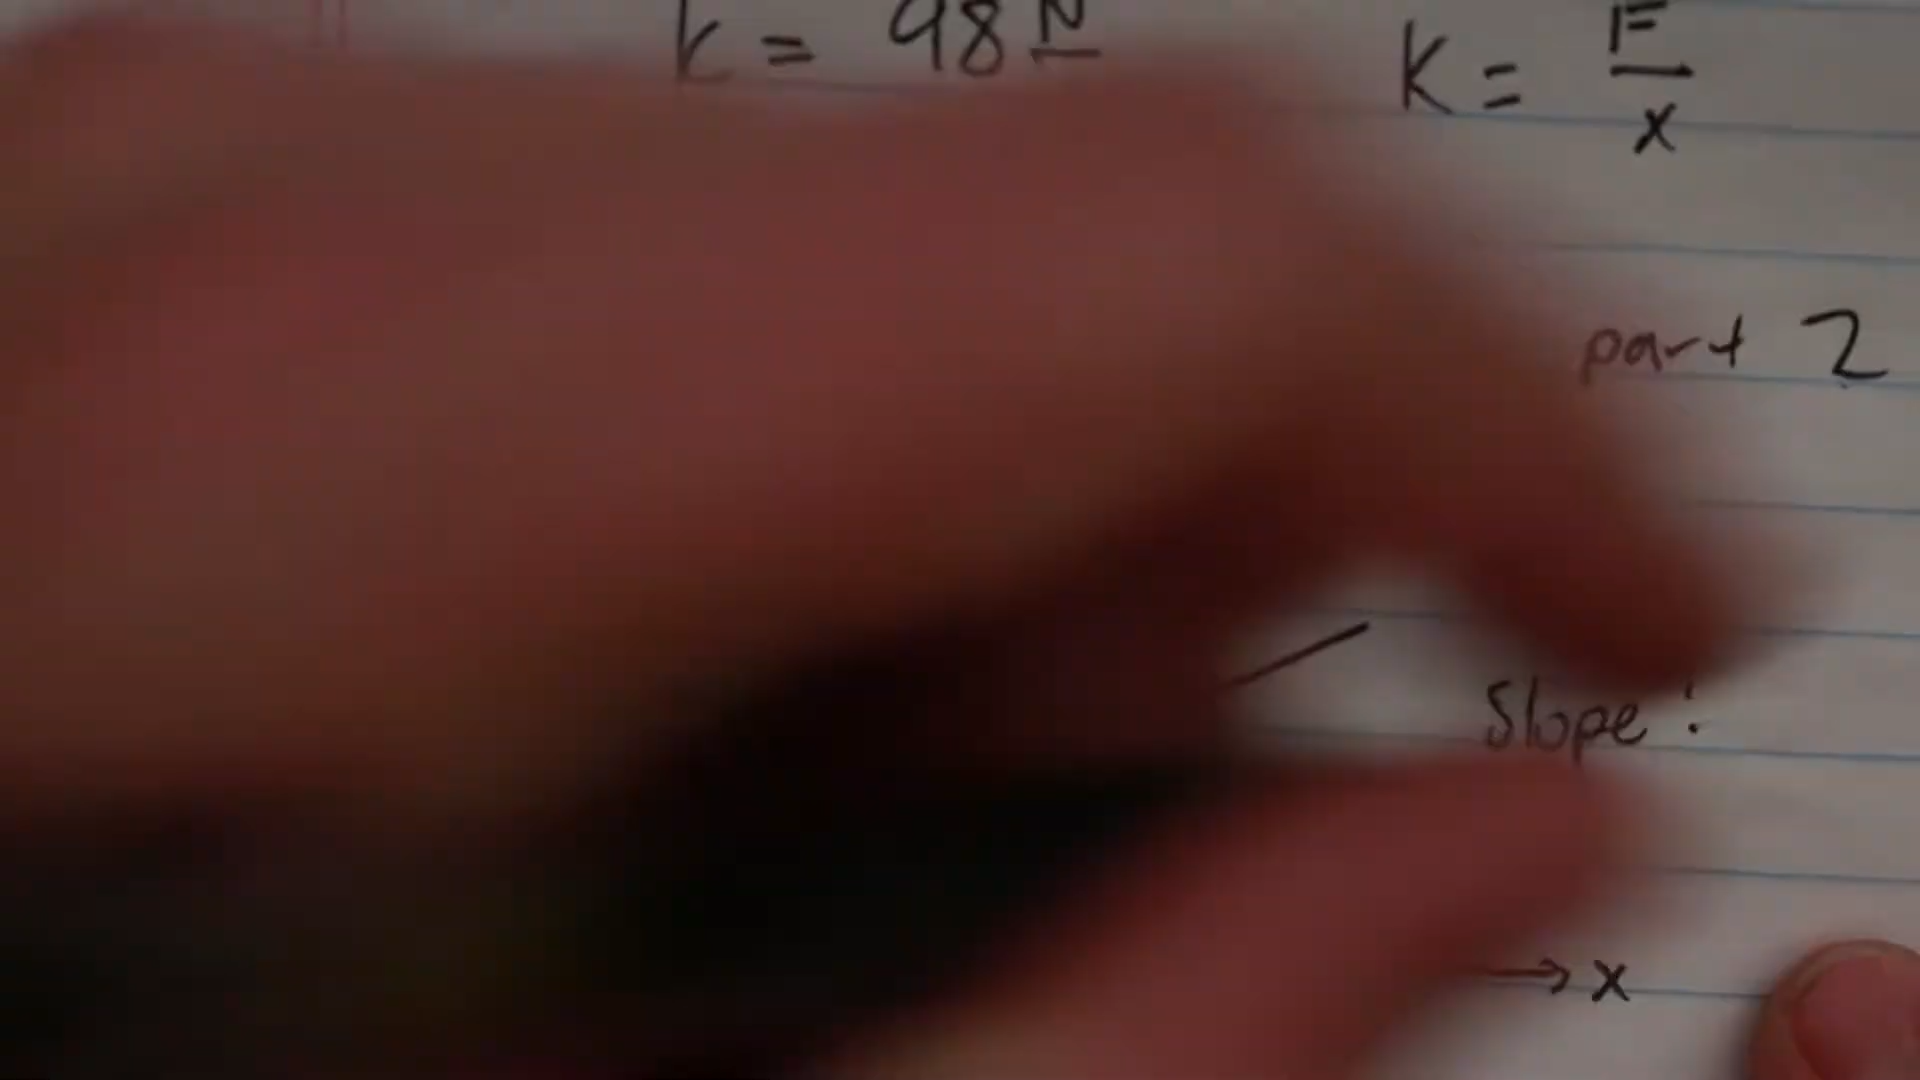 k = 98 N
K = F
x
part 2
Slope:
→ x